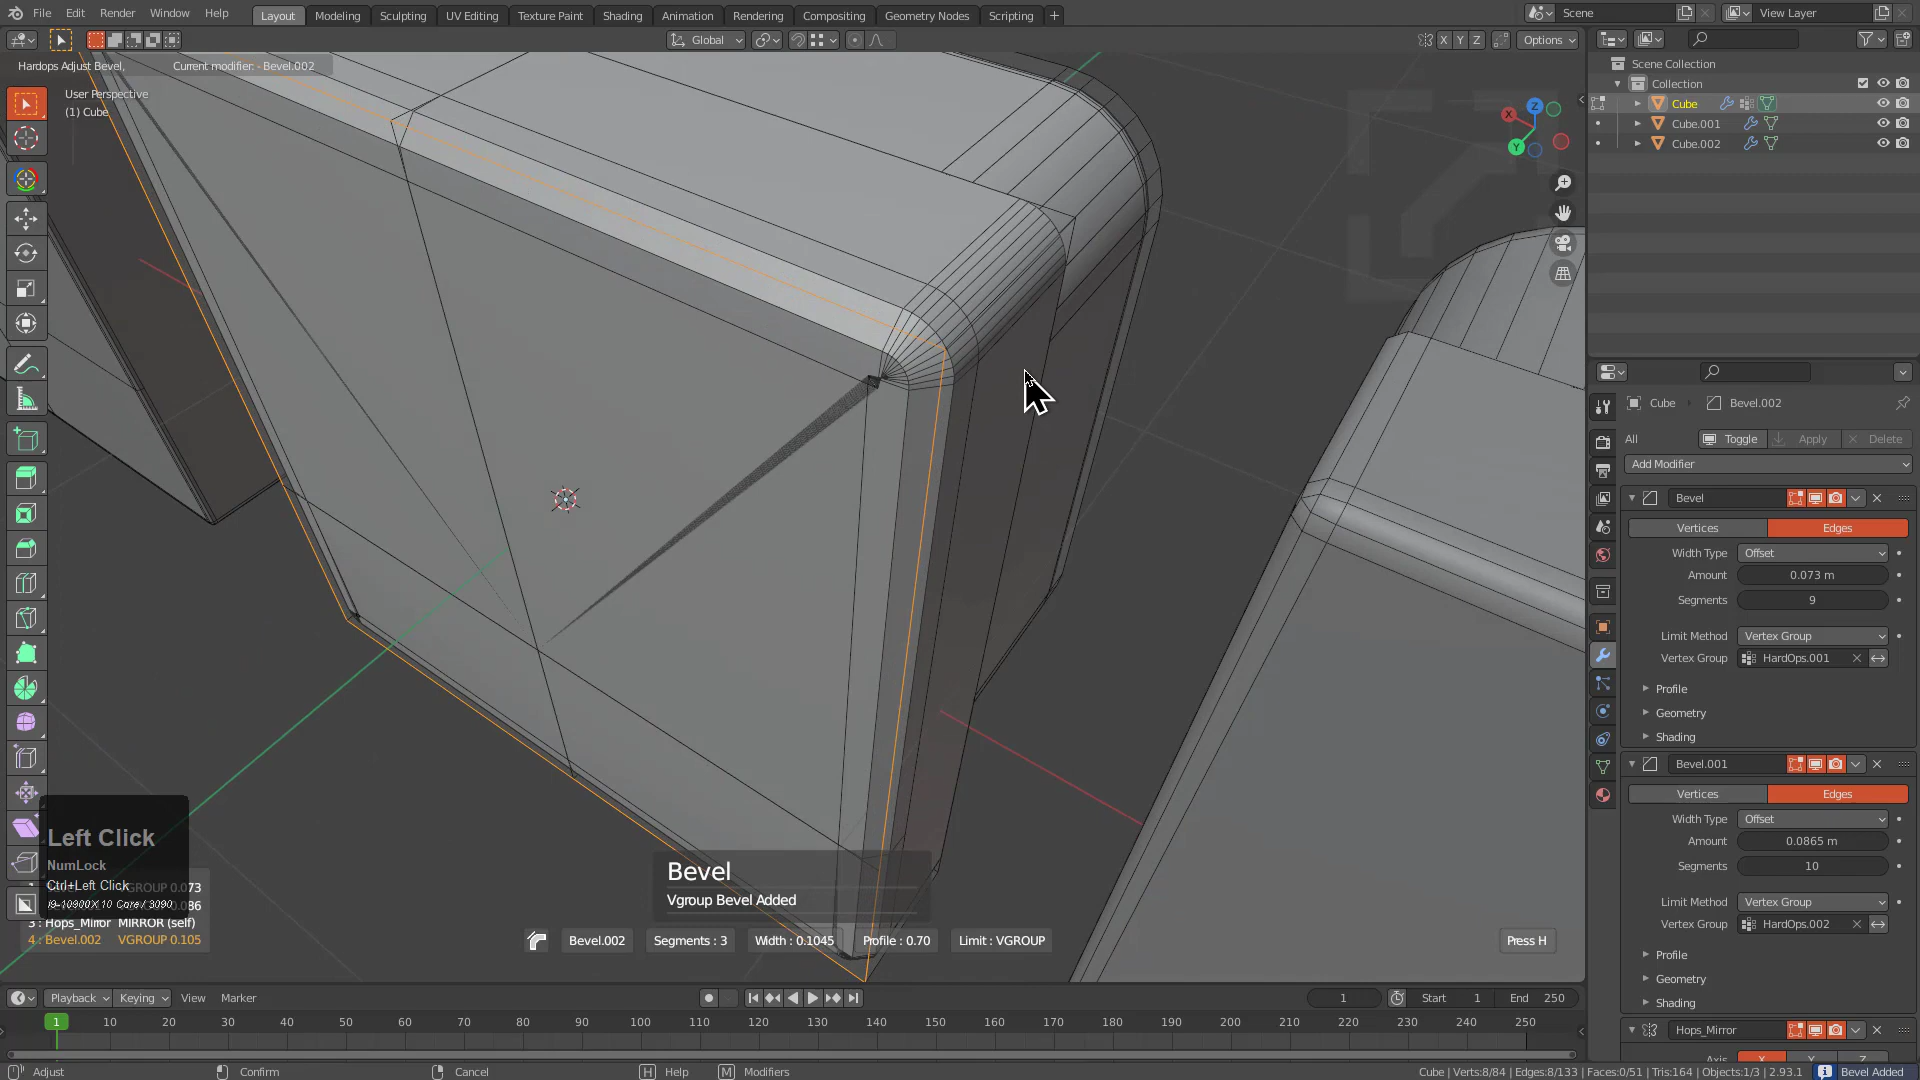 File Edit Render Window Help Layout Modeling Sculpting UV Editing Texture Paint Shading Animation Rendering Compositing Geometry Nodes Scripting + Scene View Layer
Global X Y Z Options
Hardops Adjust Bevel, Current modifier: - Bevel.002
User Perspective
(1) Cube
X Z Y
Scene Collection
Collection
Cube
Cube.001
Cube.002
Cube Bevel.002
All Toggle Apply Delete
Add Modifier
Bevel
Vertices Edges
Width Type Offset
Amount 0.073 m
Segments 9
Limit Method Vertex Group
Vertex Group HardOps.001
Profile
Geometry
Shading
Bevel.001
Vertices Edges
Width Type Offset
Amount 0.0865 m
Segments 10
Limit Method Vertex Group
Vertex Group HardOps.002
Profile
Geometry
Shading
Hops_Mirror
Axis X Y Z
Left Click
NumLock
Ctrl+Left Click
GROUP 0.073
i9-10900X 10 Core/ 3090
3 : Hops_Mirror MIRROR (self)
4 : Bevel.002 VGROUP 0.105
Bevel
Vgroup Bevel Added
Bevel.002 Segments : 3 Width : 0.1045 Profile : 0.70 Limit : VGROUP Press H
Playback Keying View Marker 1 Start 1 End 250
1 10 20 30 40 50 60 70 80 90 100 110 120 130 140 150 160 170 180 190 200 210 220 230 240 250
Adjust Confirm Cancel H Help M Modifiers Cube | Verts:8/84 | Edges:8/133 | Faces:0/51 | Tris:164 | Objects:1/3 | 2.93.1 Bevel Added